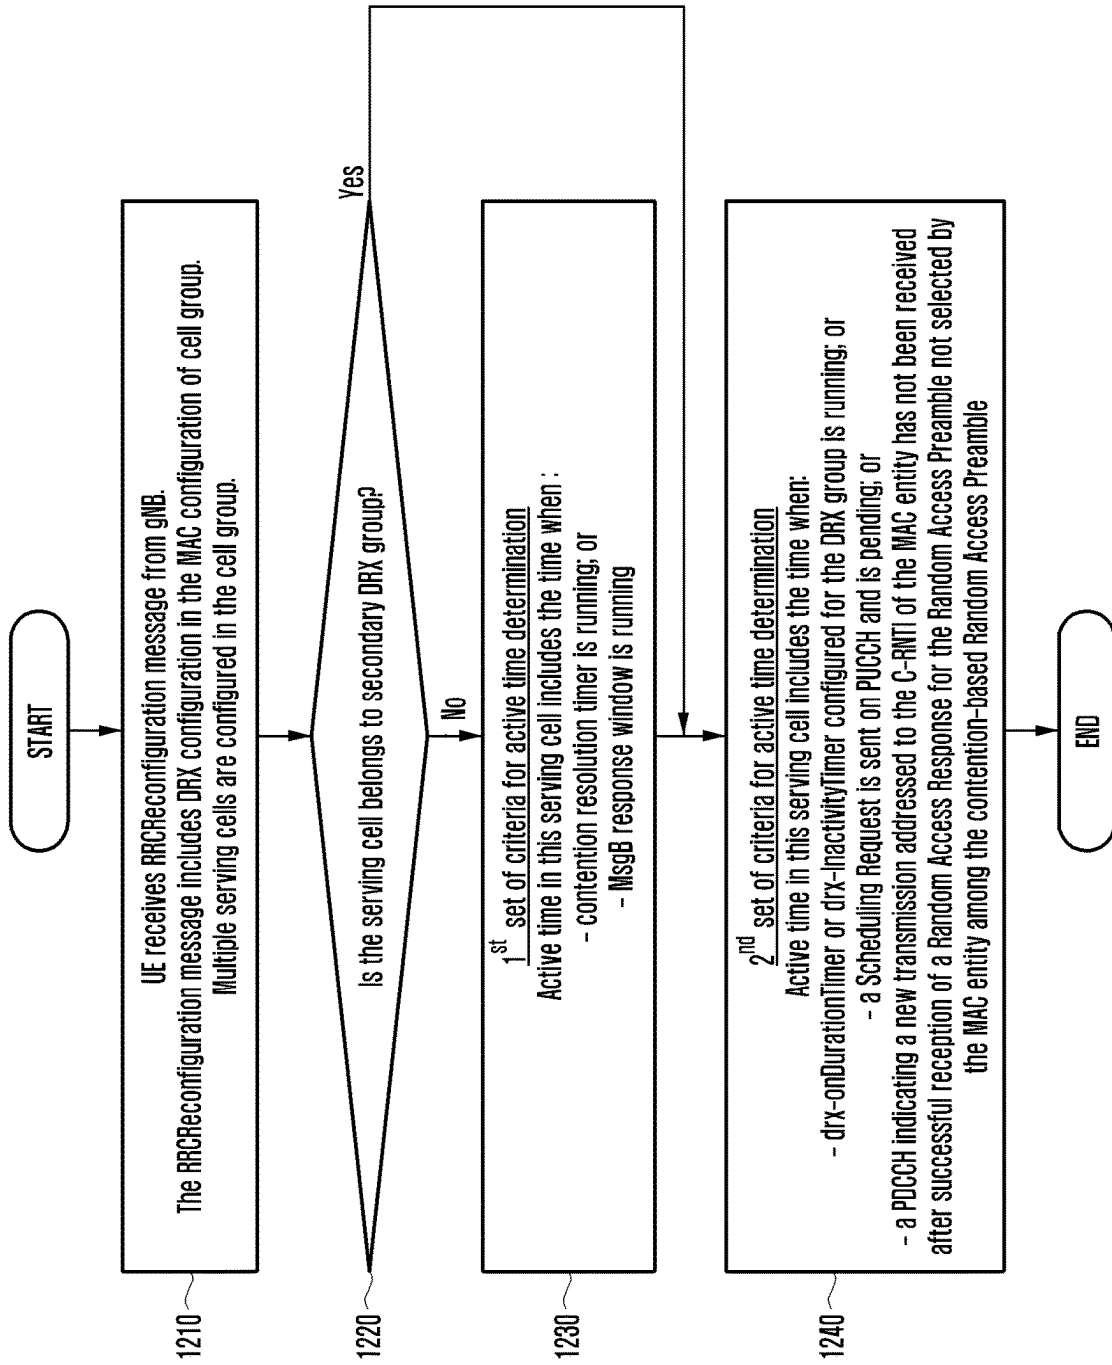 START
UE receives RRCReconfiguration message from gNB.
The RRCReconfiguration message includes DRX configuration in the MAC configuration of cell group.
Multiple serving cells are configured in the cell group.
1210
Is the serving cell belongs to secondary DRX group?
Yes
No
1220
1st set of criteria for active time determination
Active time in this serving cell includes the time when :
- contention resolution timer is running; or
- MsgB response window is running
1230
2nd set of criteria for active time determination
Active time in this serving cell includes the time when:
- drx-onDurationTimer or drx-InactivityTimer configured for the DRX group is running; or
- a Scheduling Request is sent on PUCCH and is pending; or
- a PDCCH indicating a new transmission addressed to the C-RNTI of the MAC entity has not been received
after successful reception of a Random Access Response for the Random Access Preamble not selected by
the MAC entity among the contention-based Random Access Preamble
1240
END